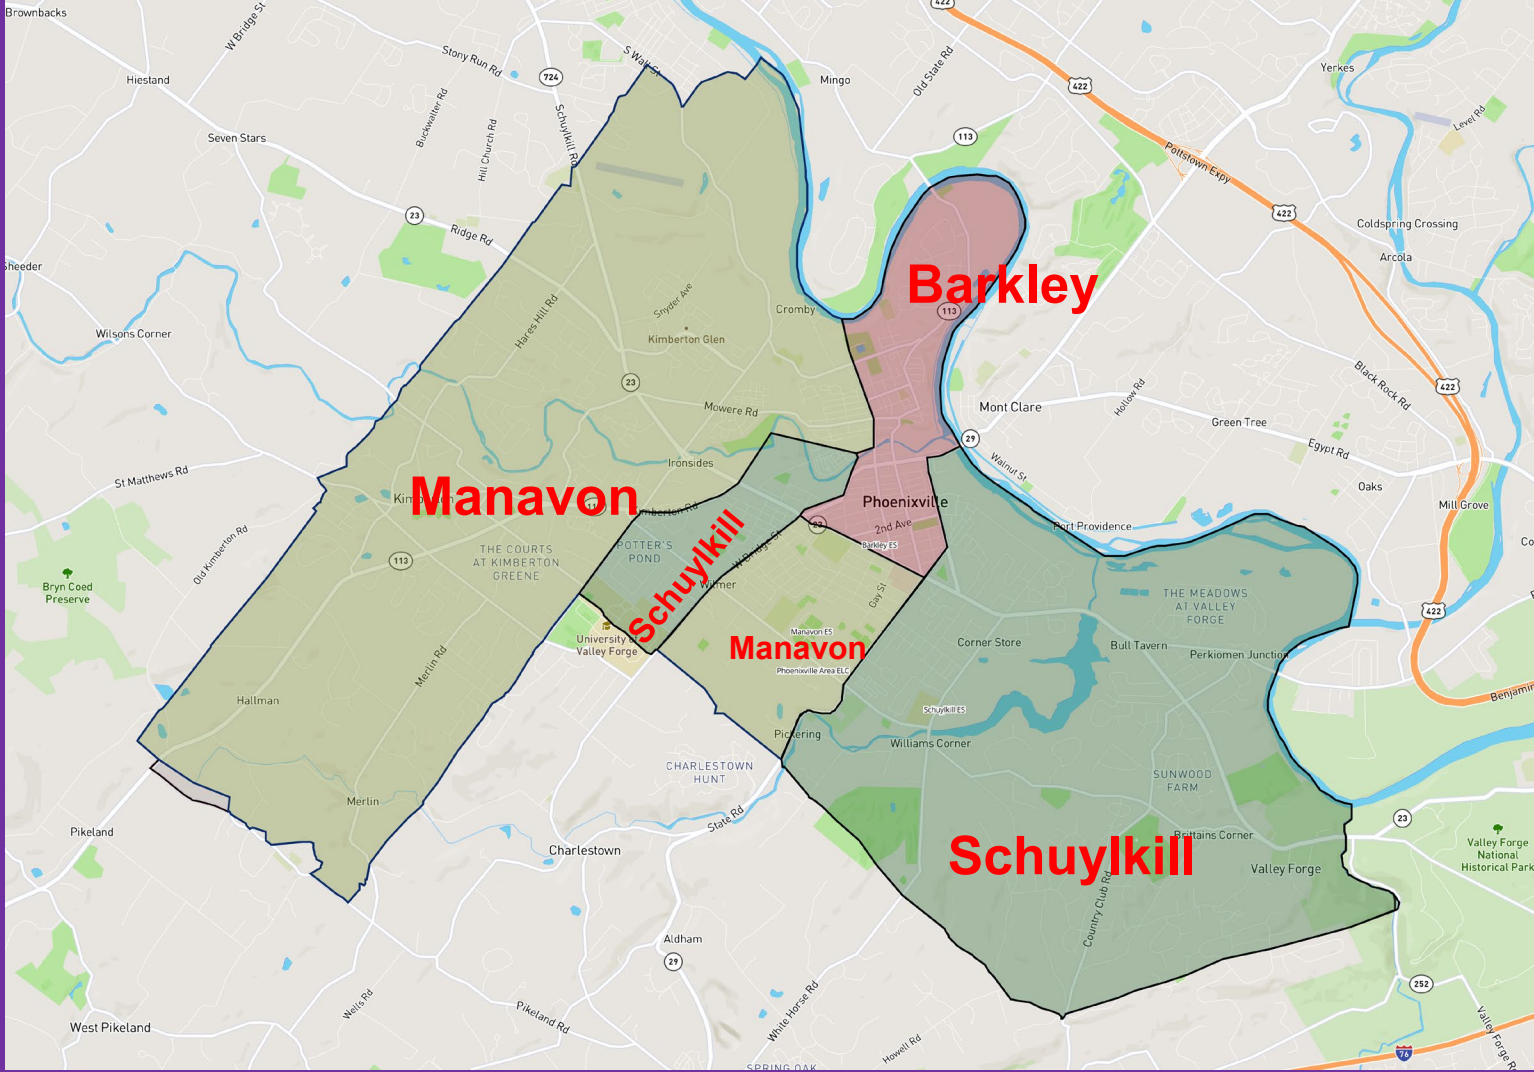 Brownbacks
W Bridge St
422
Stony Run Rd
S Wall St
724
Mingo
Old State Rd
422
Yerkes
Hiestand
Buckwalter Rd
Hill Church Rd
Schuylkill Rd
113
Level Rd
Seven Stars
Pottstown Expy
23
Ridge Rd
422
422
Coldspring Crossing
Arcola
Sheeder
Barkley
Wilsons Corner
Hares Hill Rd
Snyder Ave
Cromby
113
Kimberton Glen
23
Black Rock Rd
422
Mowere Rd
Mont Clare
Hollow Rd
Green Tree
29
Egypt Rd
Ironsides
Walnut St
St Matthews Rd
Oaks
Manavon
Phoenixville
Mill Grove
23
2nd Ave
Port Providence
Barkley ES
Old Kimberton Rd
THE COURTS
AT KIMBERTON
GREENE
POTTER'S
POND
W Bridge St
113
Wilmer
Schuylkill
Gay St
THE MEADOWS
AT VALLEY
FORGE
422
Bryn Coed
Preserve
University of
Valley Forge
Manavon ES
Manavon
Phoenixville Area ELC
Corner Store
Bull Tavern
Perkiomen Junction
Merlin Rd
Hallman
Schuylkill ES
Benjamin
Pickering
Williams Corner
CHARLESTOWN
HUNT
SUNWOOD
FARM
Merlin
State Rd
23
Pikeland
Charlestown
Brittains Corner
Schuylkill
Valley Forge
Valley Forge
National
Historical Park
Country Club Rd
Aldham
29
252
Wells Rd
Pikeland Rd
White Horse Rd
West Pikeland
Howell Rd
Valley Forge Rd
76
SPRING OAK